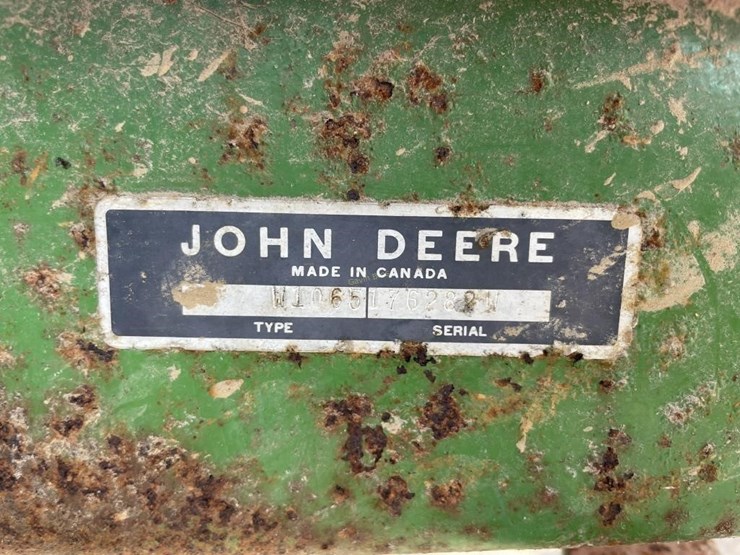 JOHN DEERE
MADE IN CANADA
TYPE SERIAL